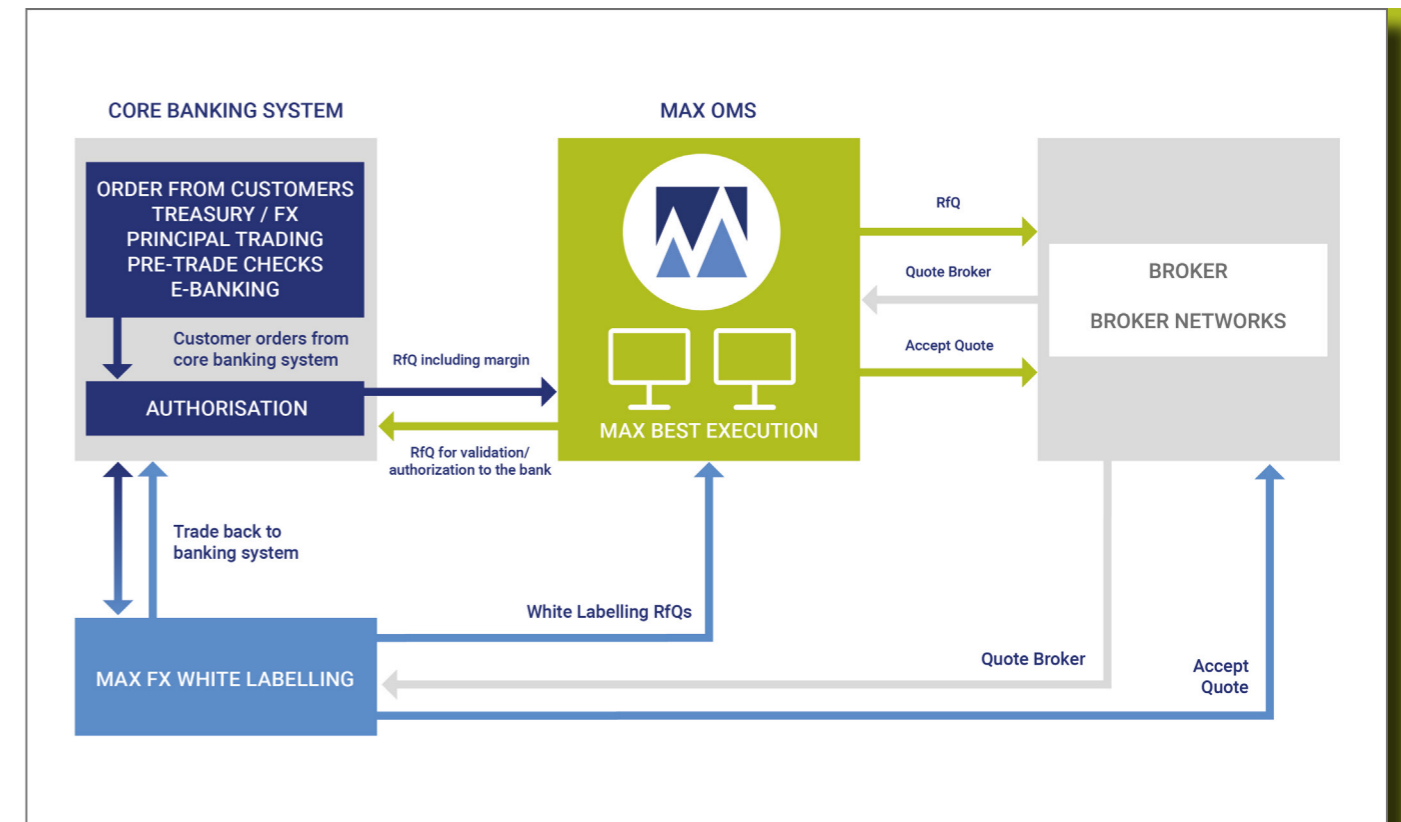 CORE BANKING SYSTEM
MAX OMS
ORDER FROM CUSTOMERS
TREASURY / FX
PRINCIPAL TRADING
PRE-TRADE CHECKS
E-BANKING
Customer orders from
core banking system
AUTHORISATION
RfQ including margin
RfQ for validation/
authorization to the bank
MAX BEST EXECUTION
RfQ
Quote Broker
Accept Quote
BROKER
BROKER NETWORKS
Trade back to
banking system
White Labelling RfQs
MAX FX WHITE LABELLING
Quote Broker
Accept
Quote